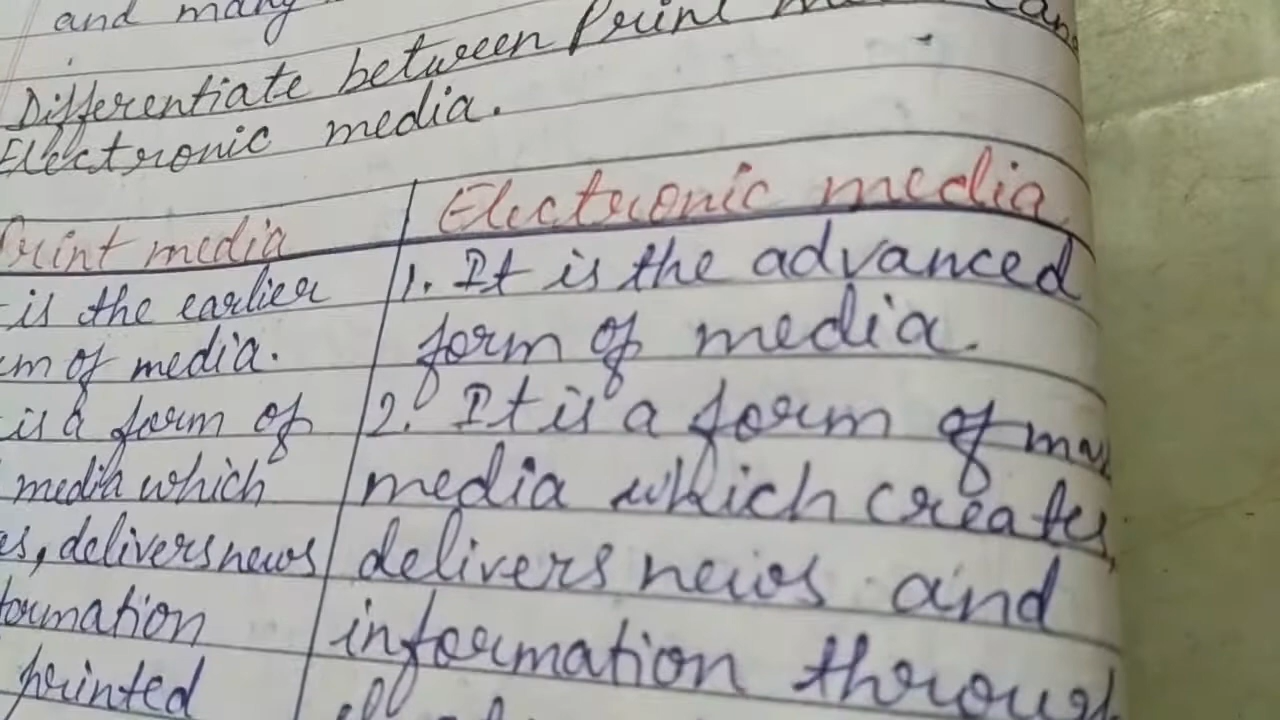 and many
Differentiate between Print
Electronic media.
Print media
is the earlier
m of media.
is a form of
media which
es, delivers news
formation
printed
Electronic media
1. It is the advanced
form of media.
2. It is a form of
media which creates,
delivers news and
information through